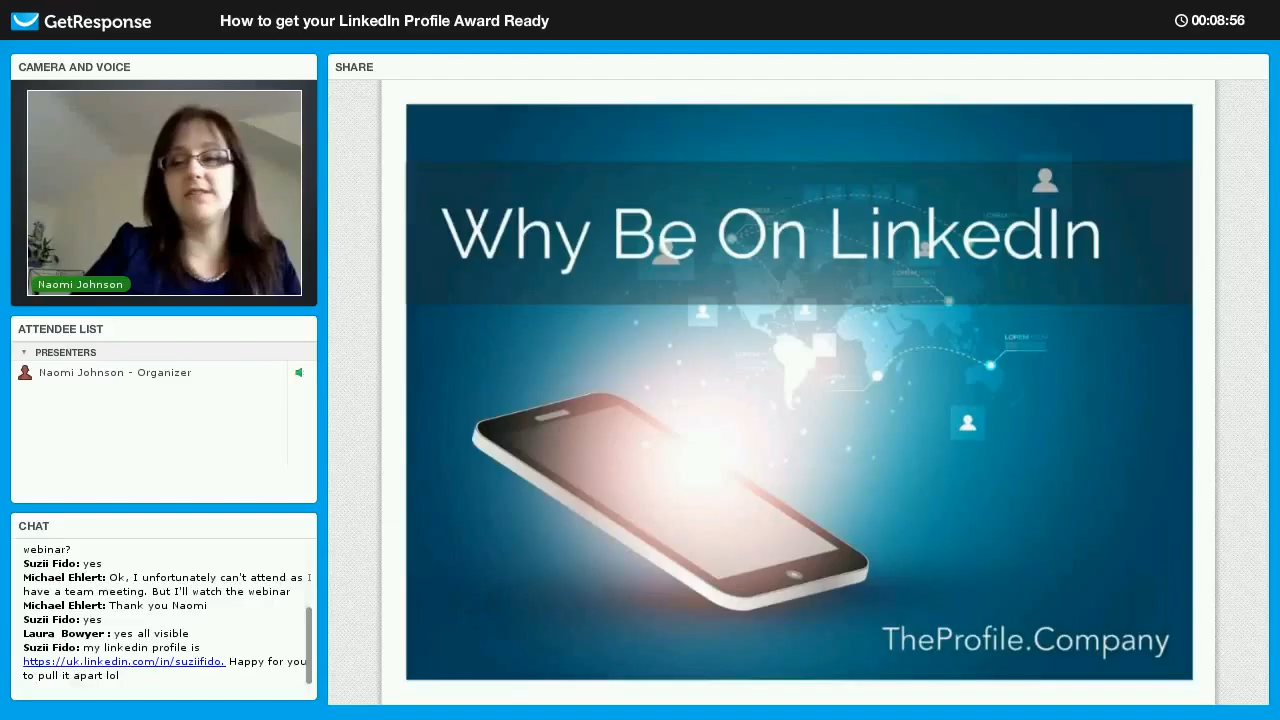 GetResponse
How to get your LinkedIn Profile Award Ready
00:08:56
CAMERA AND VOICE
Naomi Johnson
ATTENDEE LIST
PRESENTERS
Naomi Johnson - Organizer
CHAT
webinar?
Suzii Fido: yes
Michael Ehlert: Ok, I unfortunately can't attend as I
have a team meeting. But I'll watch the webinar
Michael Ehlert: Thank you Naomi
Suzii Fido: yes
Laura Bowyer : yes all visible
Suzii Fido: my linkedin profile is
https://uk.linkedin.com/in/suziifido. Happy for you
to pull it apart lol
SHARE
Why Be On LinkedIn
TheProfile.Company